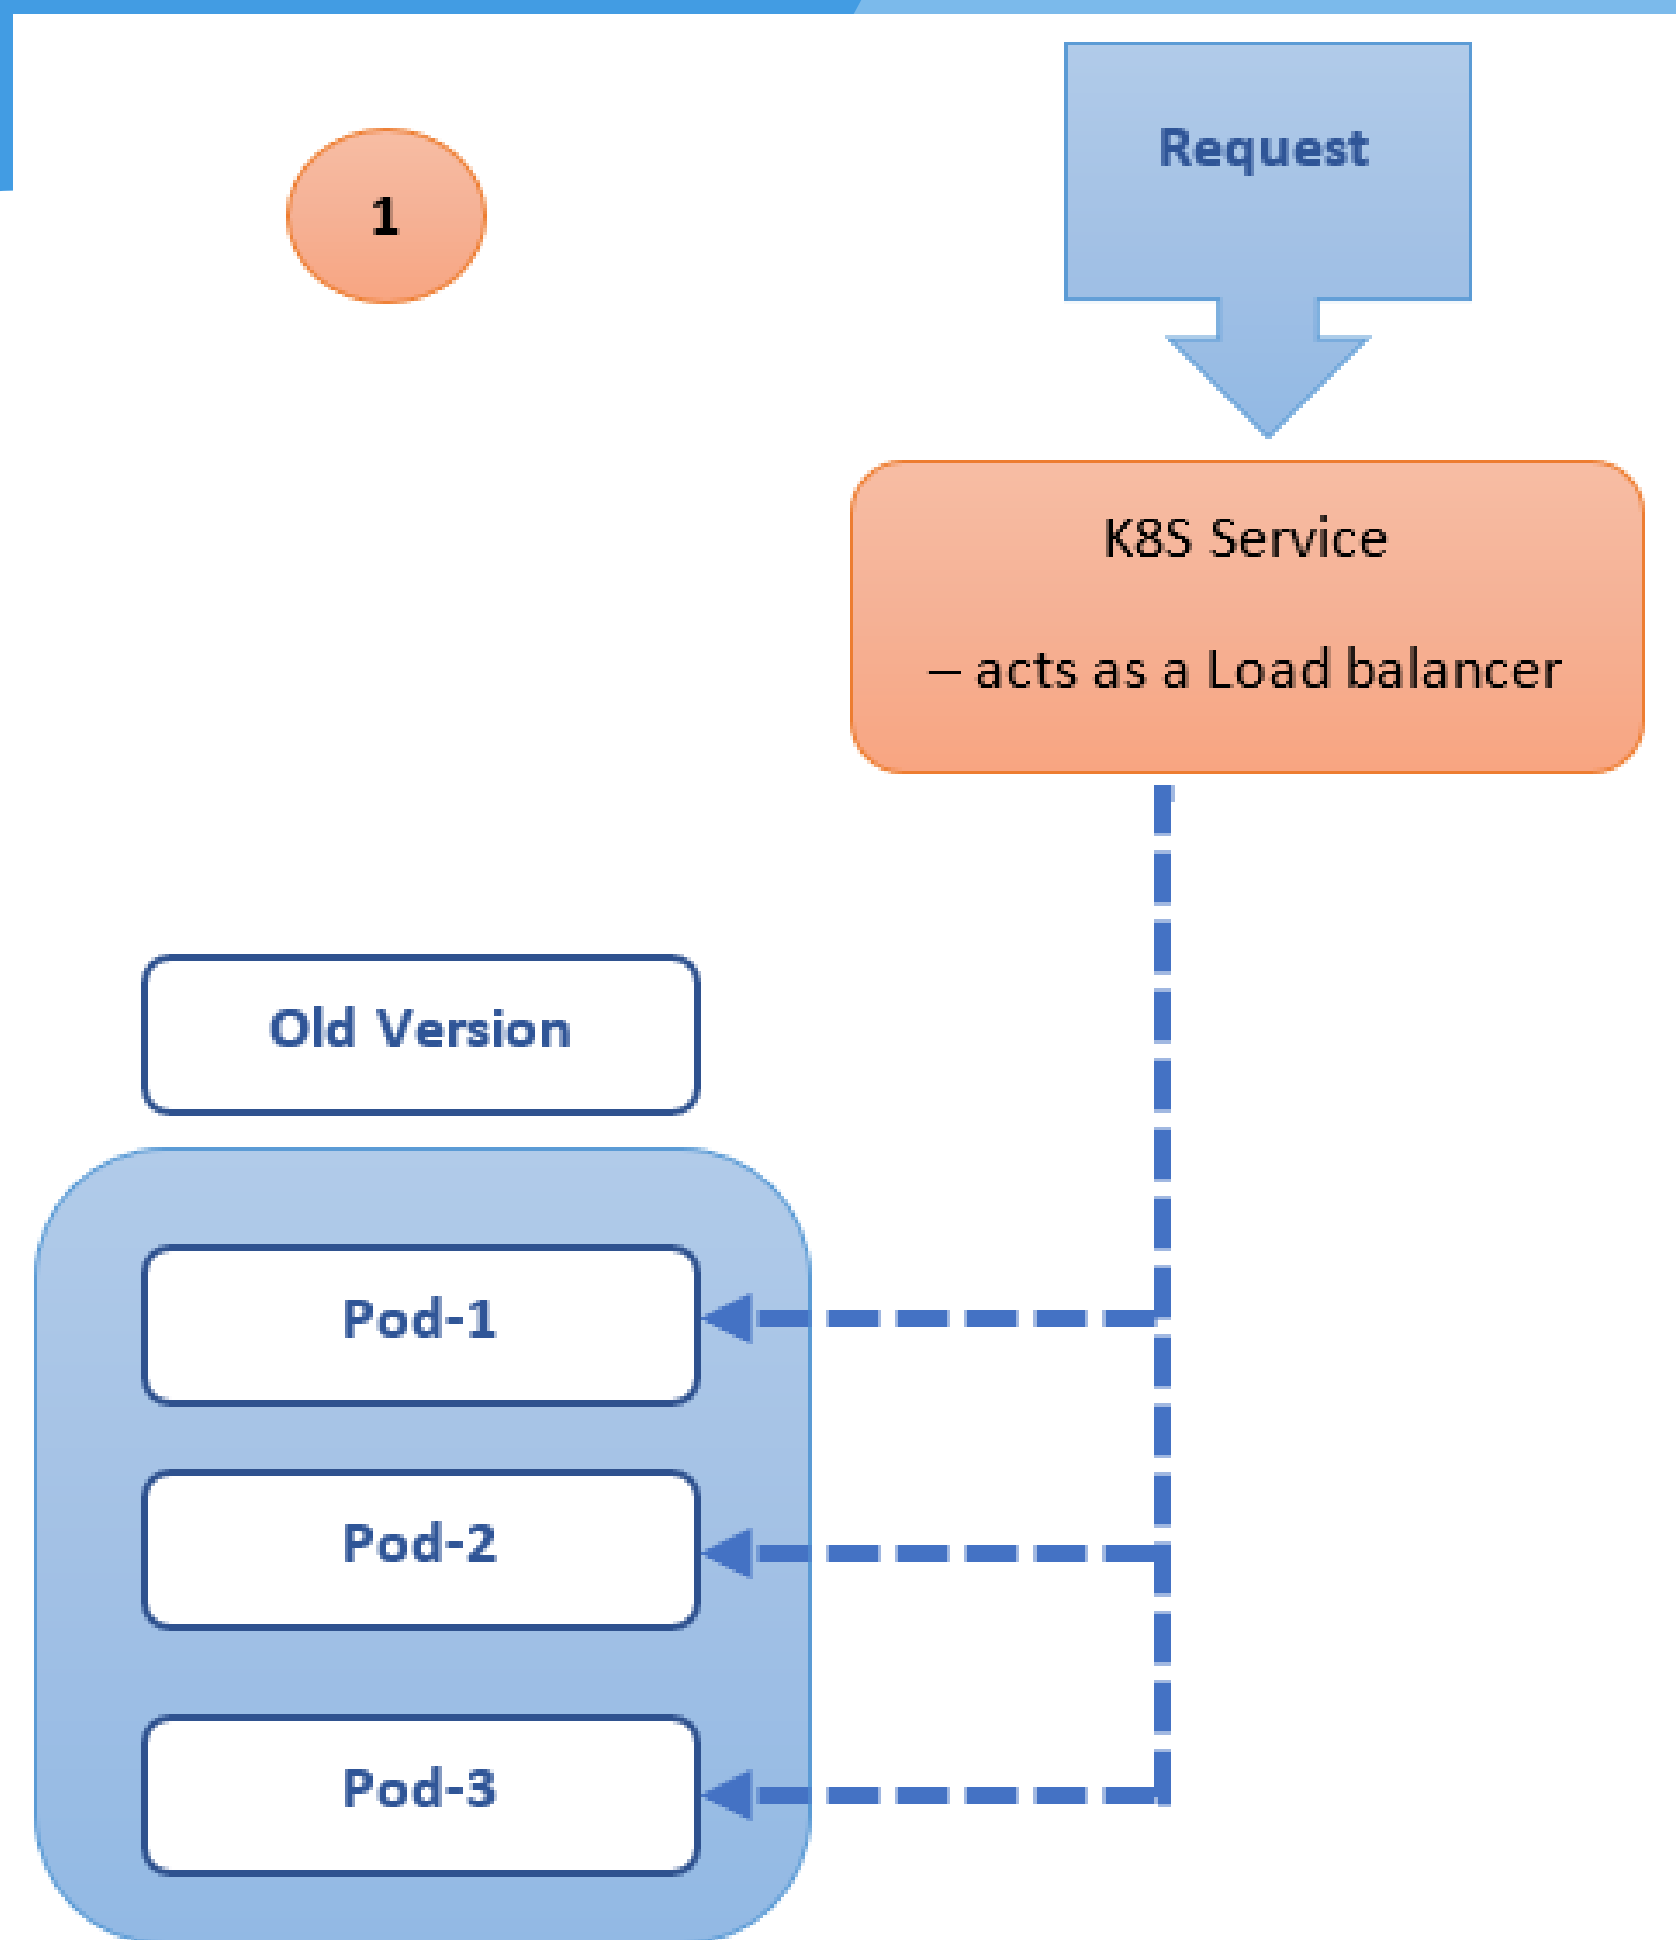 1
Request
K8S Service
– acts as a Load balancer
Old Version
Pod-1
Pod-2
Pod-3